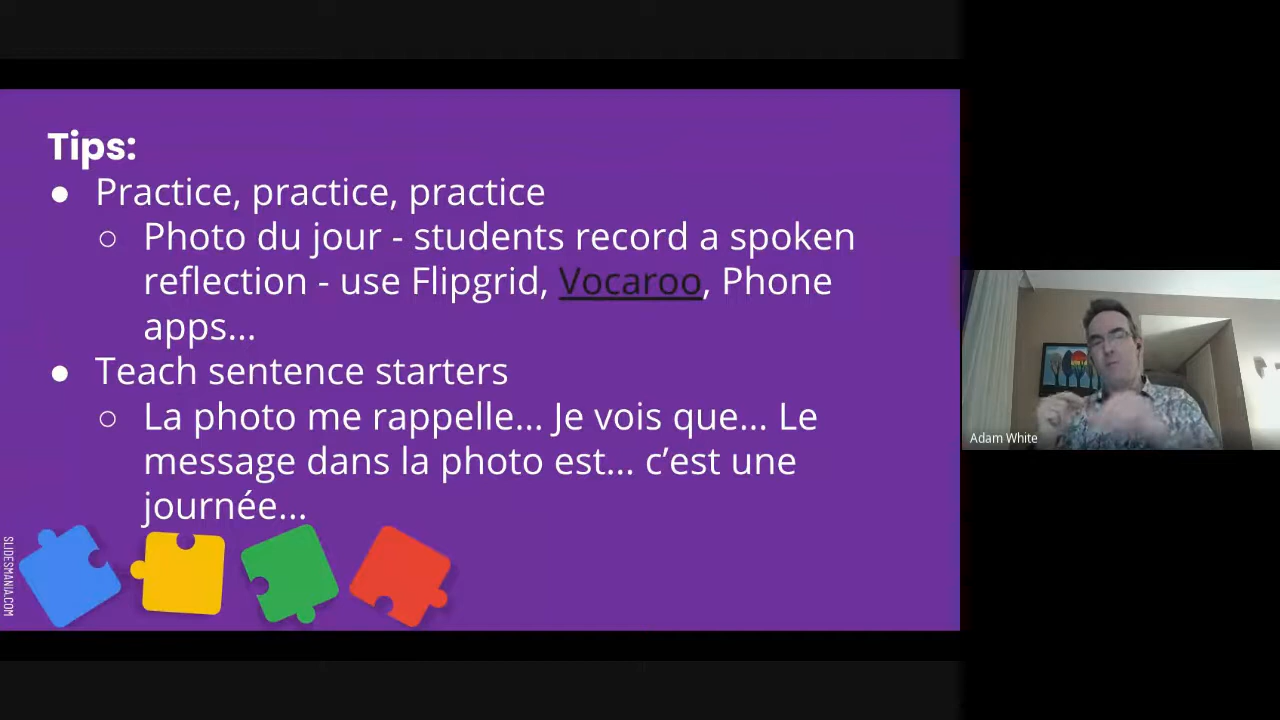 Tips:
● Practice, practice, practice
○ Photo du jour - students record a spoken
reflection - use Flipgrid, Vocaroo, Phone
apps...
● Teach sentence starters
○ La photo me rappelle... Je vois que... Le
message dans la photo est... c’est une
journée...
SLIDESMANIA.COM
Adam White